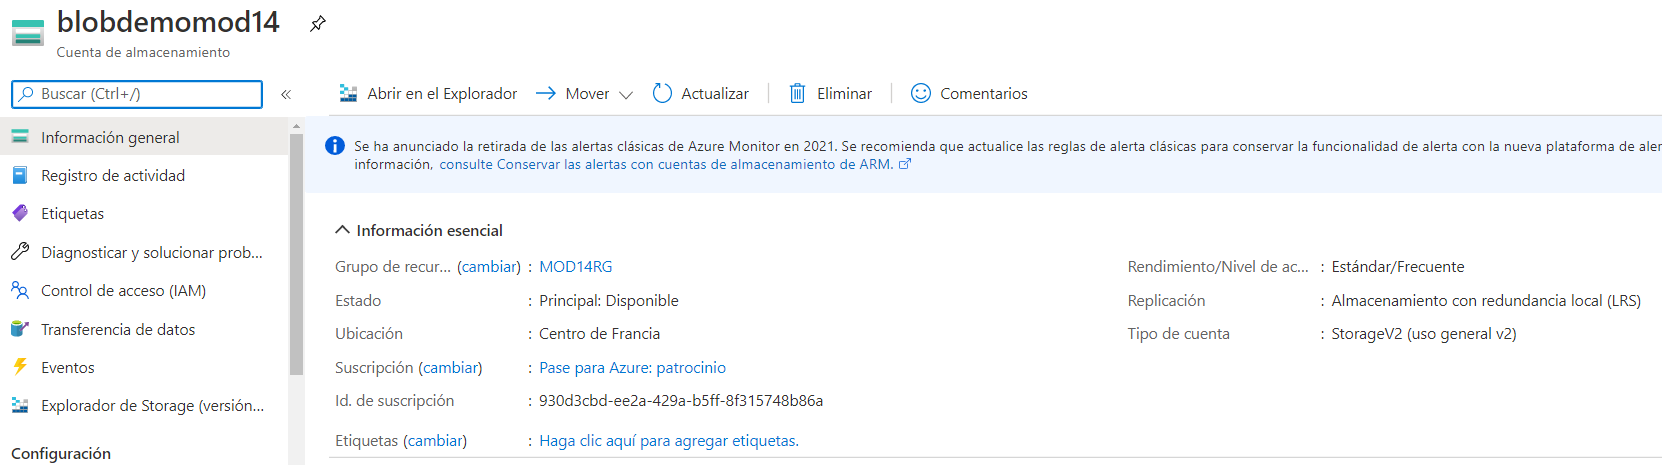 blobdemomod14
Cuenta de almacenamiento
Buscar (Ctrl+/)
«
Abrir en el Explorador
Mover
Actualizar
Eliminar
Comentarios
Información general
Registro de actividad
Etiquetas
Diagnosticar y solucionar prob...
Control de acceso (IAM)
Transferencia de datos
Eventos
Explorador de Storage (versión...
Configuración
Se ha anunciado la retirada de las alertas clásicas de Azure Monitor en 2021. Se recomienda que actualice las reglas de alerta clásicas para conservar la funcionalidad de alerta con la nueva plataforma de aler
información, consulte Conservar las alertas con cuentas de almacenamiento de ARM.
Información esencial
Grupo de recur... (cambiar) : MOD14RG
Estado : Principal: Disponible
Ubicación : Centro de Francia
Suscripción (cambiar) : Pase para Azure: patrocinio
Id. de suscripción : 930d3cbd-ee2a-429a-b5ff-8f315748b86a
Etiquetas (cambiar) : Haga clic aquí para agregar etiquetas.
Rendimiento/Nivel de ac... : Estándar/Frecuente
Replicación : Almacenamiento con redundancia local (LRS)
Tipo de cuenta : StorageV2 (uso general v2)